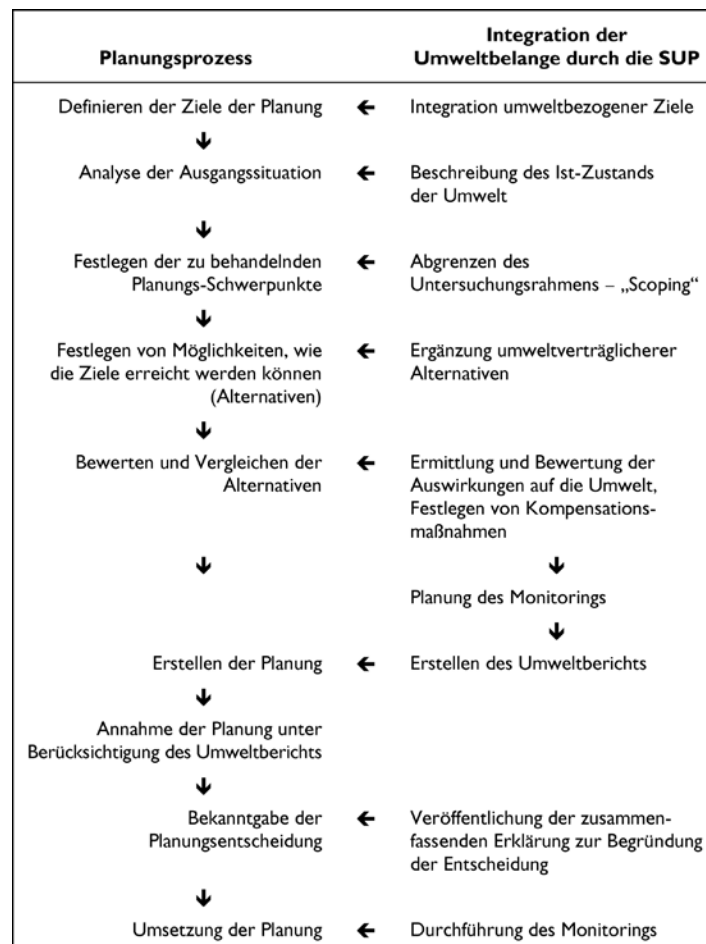 Planungsprozess
Integration der
Umweltbelange durch die SUP
Definieren der Ziele der Planung ← Integration umweltbezogener Ziele
↓
Analyse der Ausgangssituation ← Beschreibung des Ist-Zustands
der Umwelt
↓
Festlegen der zu behandelnden ← Abgrenzen des
Planungs-Schwerpunkte Untersuchungsrahmens – „Scoping“
↓
Festlegen von Möglichkeiten, wie ← Ergänzung umweltverträglicherer
die Ziele erreicht werden können Alternativen
(Alternativen)
↓
Bewerten und Vergleichen der ← Ermittlung und Bewertung der
Alternativen Auswirkungen auf die Umwelt,
Festlegen von Kompensations-
maßnahmen
↓ ↓
Planung des Monitorings
↓
Erstellen der Planung ← Erstellen des Umweltberichts
↓
Annahme der Planung unter
Berücksichtigung des Umweltberichts
↓
Bekanntgabe der ← Veröffentlichung der zusammen-
Planungsentscheidung fassenden Erklärung zur Begründung
der Entscheidung
↓
Umsetzung der Planung ← Durchführung des Monitorings